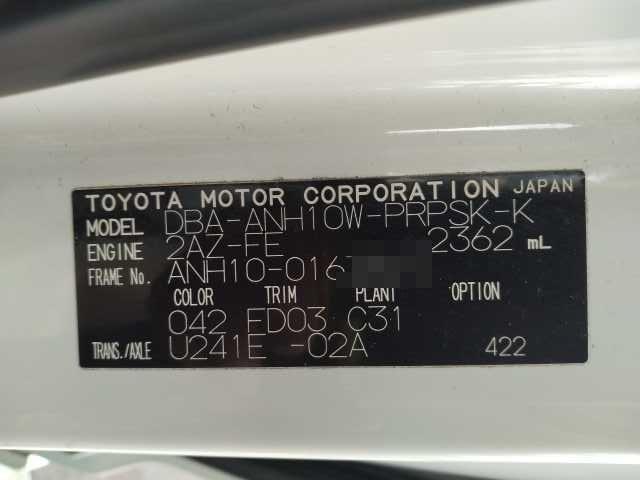 TOYOTA MOTOR CORPORATION JAPAN
MODEL DBA-ANH10W-PRPSK-K
ENGINE 2AZ-FE 2362 mL
FRAME No. ANH10-016
COLOR TRIM PLANT OPTION
042 FD03 C31
TRANS./AXLE U241E -02A 422